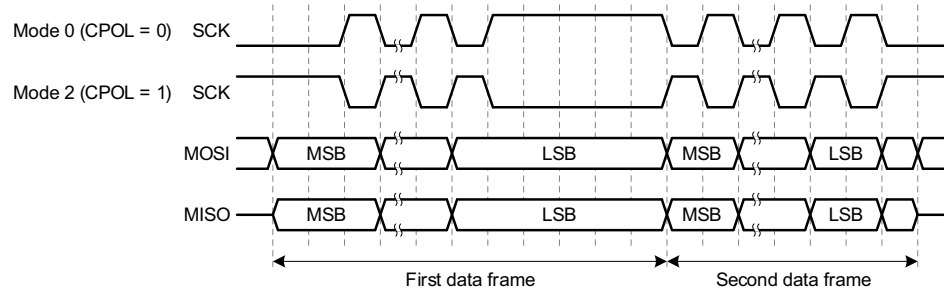 Mode 0 (CPOL = 0) SCK
Mode 2 (CPOL = 1) SCK
MOSI MSB LSB MSB LSB
MISO MSB LSB MSB LSB
First data frame Second data frame